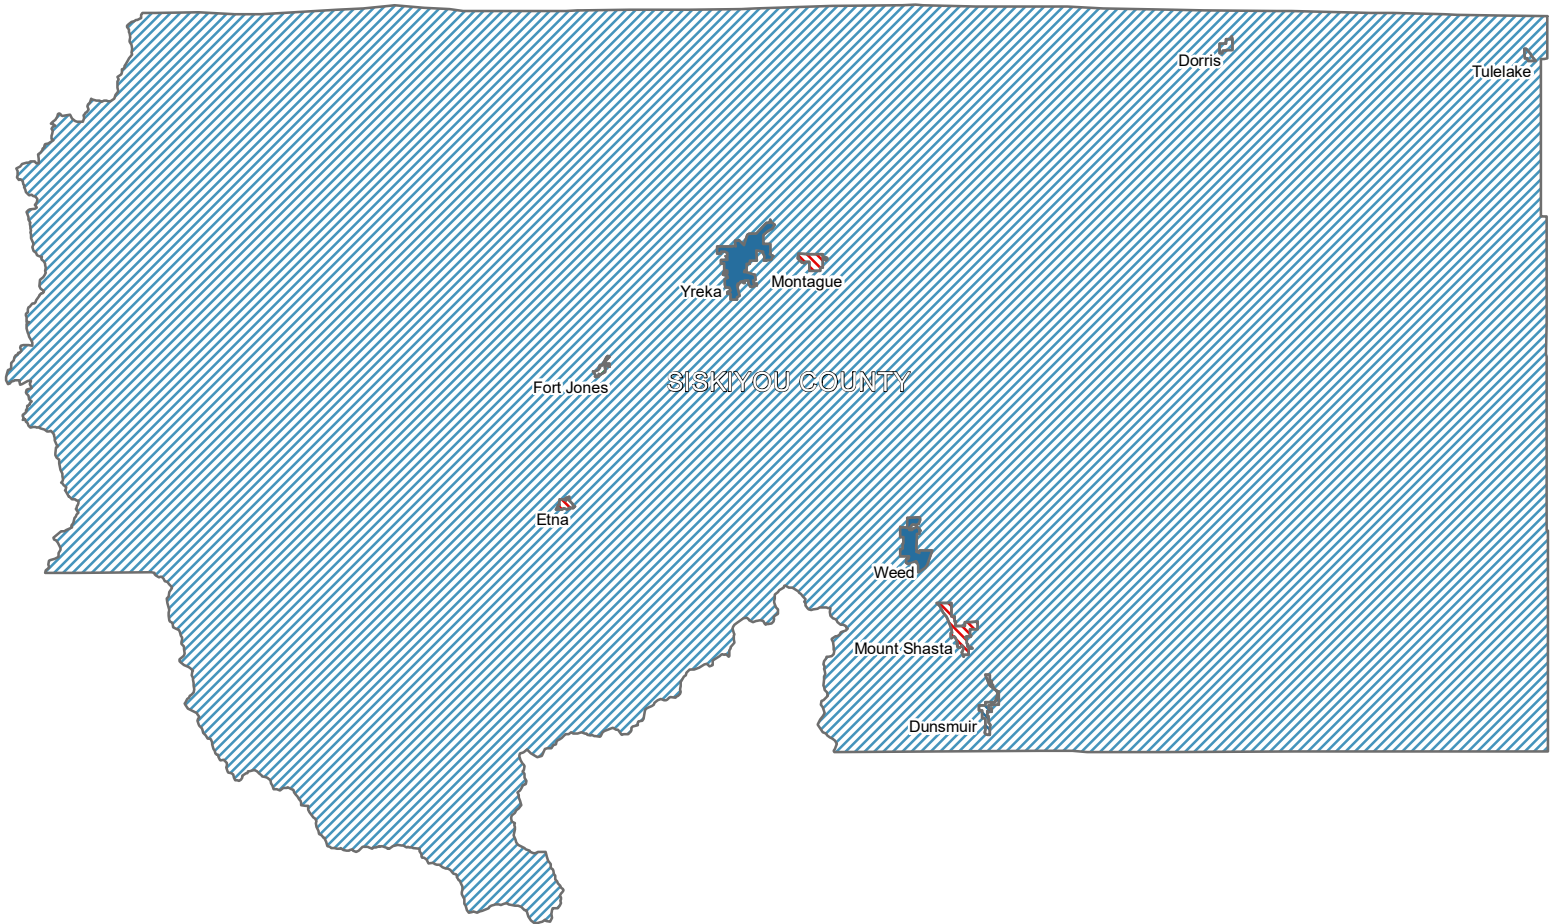 Dorris
Tulelake
Yreka
Montague
Fort Jones
SISKIYOU COUNTY
Etna
Weed
Mount Shasta
Dunsmuir